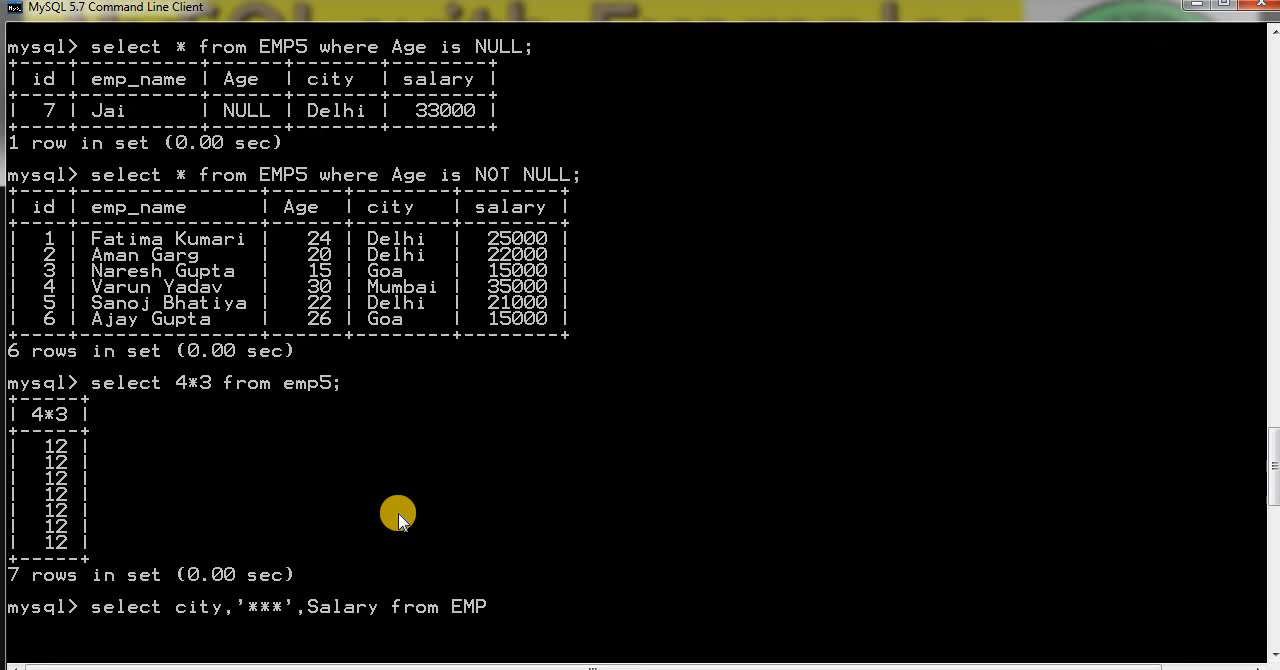 MySQL 5.7 Command Line Client
mysql> select * from EMP5 where Age is NULL;
+----+----------+------+-------+--------+
| id | emp_name | Age  | city  | salary |
+----+----------+------+-------+--------+
|  7 | Jai      | NULL | Delhi |  33000 |
+----+----------+------+-------+--------+
1 row in set (0.00 sec)
mysql> select * from EMP5 where Age is NOT NULL;
+----+---------------+------+--------+--------+
| id | emp_name      | Age  | city   | salary |
+----+---------------+------+--------+--------+
|  1 | Fatima Kumari |   24 | Delhi  |  25000 |
|  2 | Aman Garg     |   20 | Delhi  |  22000 |
|  3 | Naresh Gupta  |   15 | Goa    |  15000 |
|  4 | Varun Yadav   |   30 | Mumbai |  35000 |
|  5 | Sanoj Bhatiya |   22 | Delhi  |  21000 |
|  6 | Ajay Gupta    |   26 | Goa    |  15000 |
+----+---------------+------+--------+--------+
6 rows in set (0.00 sec)
mysql> select 4*3 from emp5;
+-----+
| 4*3 |
+-----+
|  12 |
|  12 |
|  12 |
|  12 |
|  12 |
|  12 |
|  12 |
+-----+
7 rows in set (0.00 sec)
mysql> select city,'***',Salary from EMP